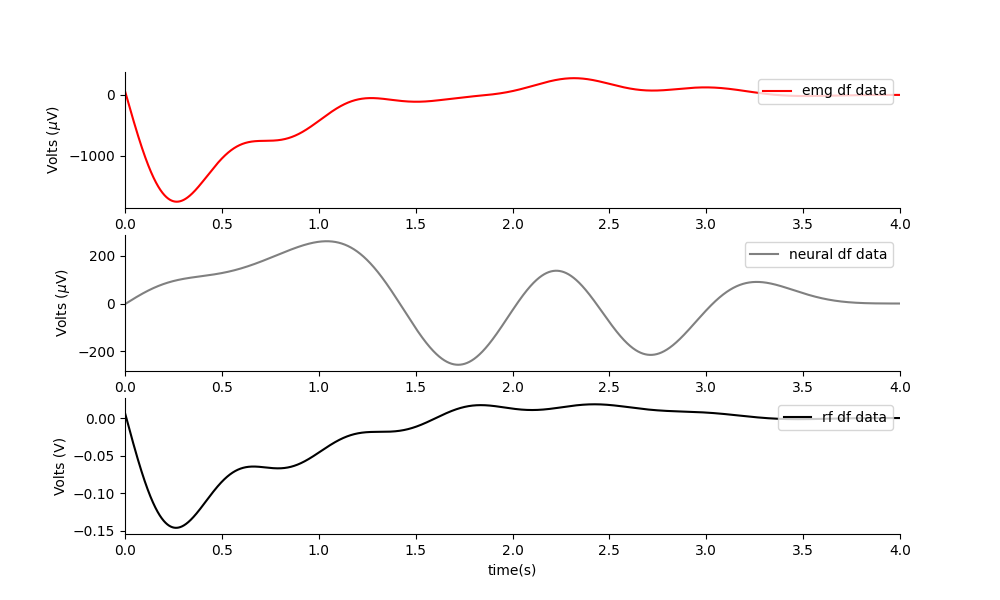 emg df data
Volts (μV)
0
−1000
0.0 0.5 1.0 1.5 2.0 2.5 3.0 3.5 4.0
neural df data
Volts (μV)
200
0
−200
0.0 0.5 1.0 1.5 2.0 2.5 3.0 3.5 4.0
rf df data
Volts (V)
0.00
−0.05
−0.10
−0.15
0.0 0.5 1.0 1.5 2.0 2.5 3.0 3.5 4.0
time(s)